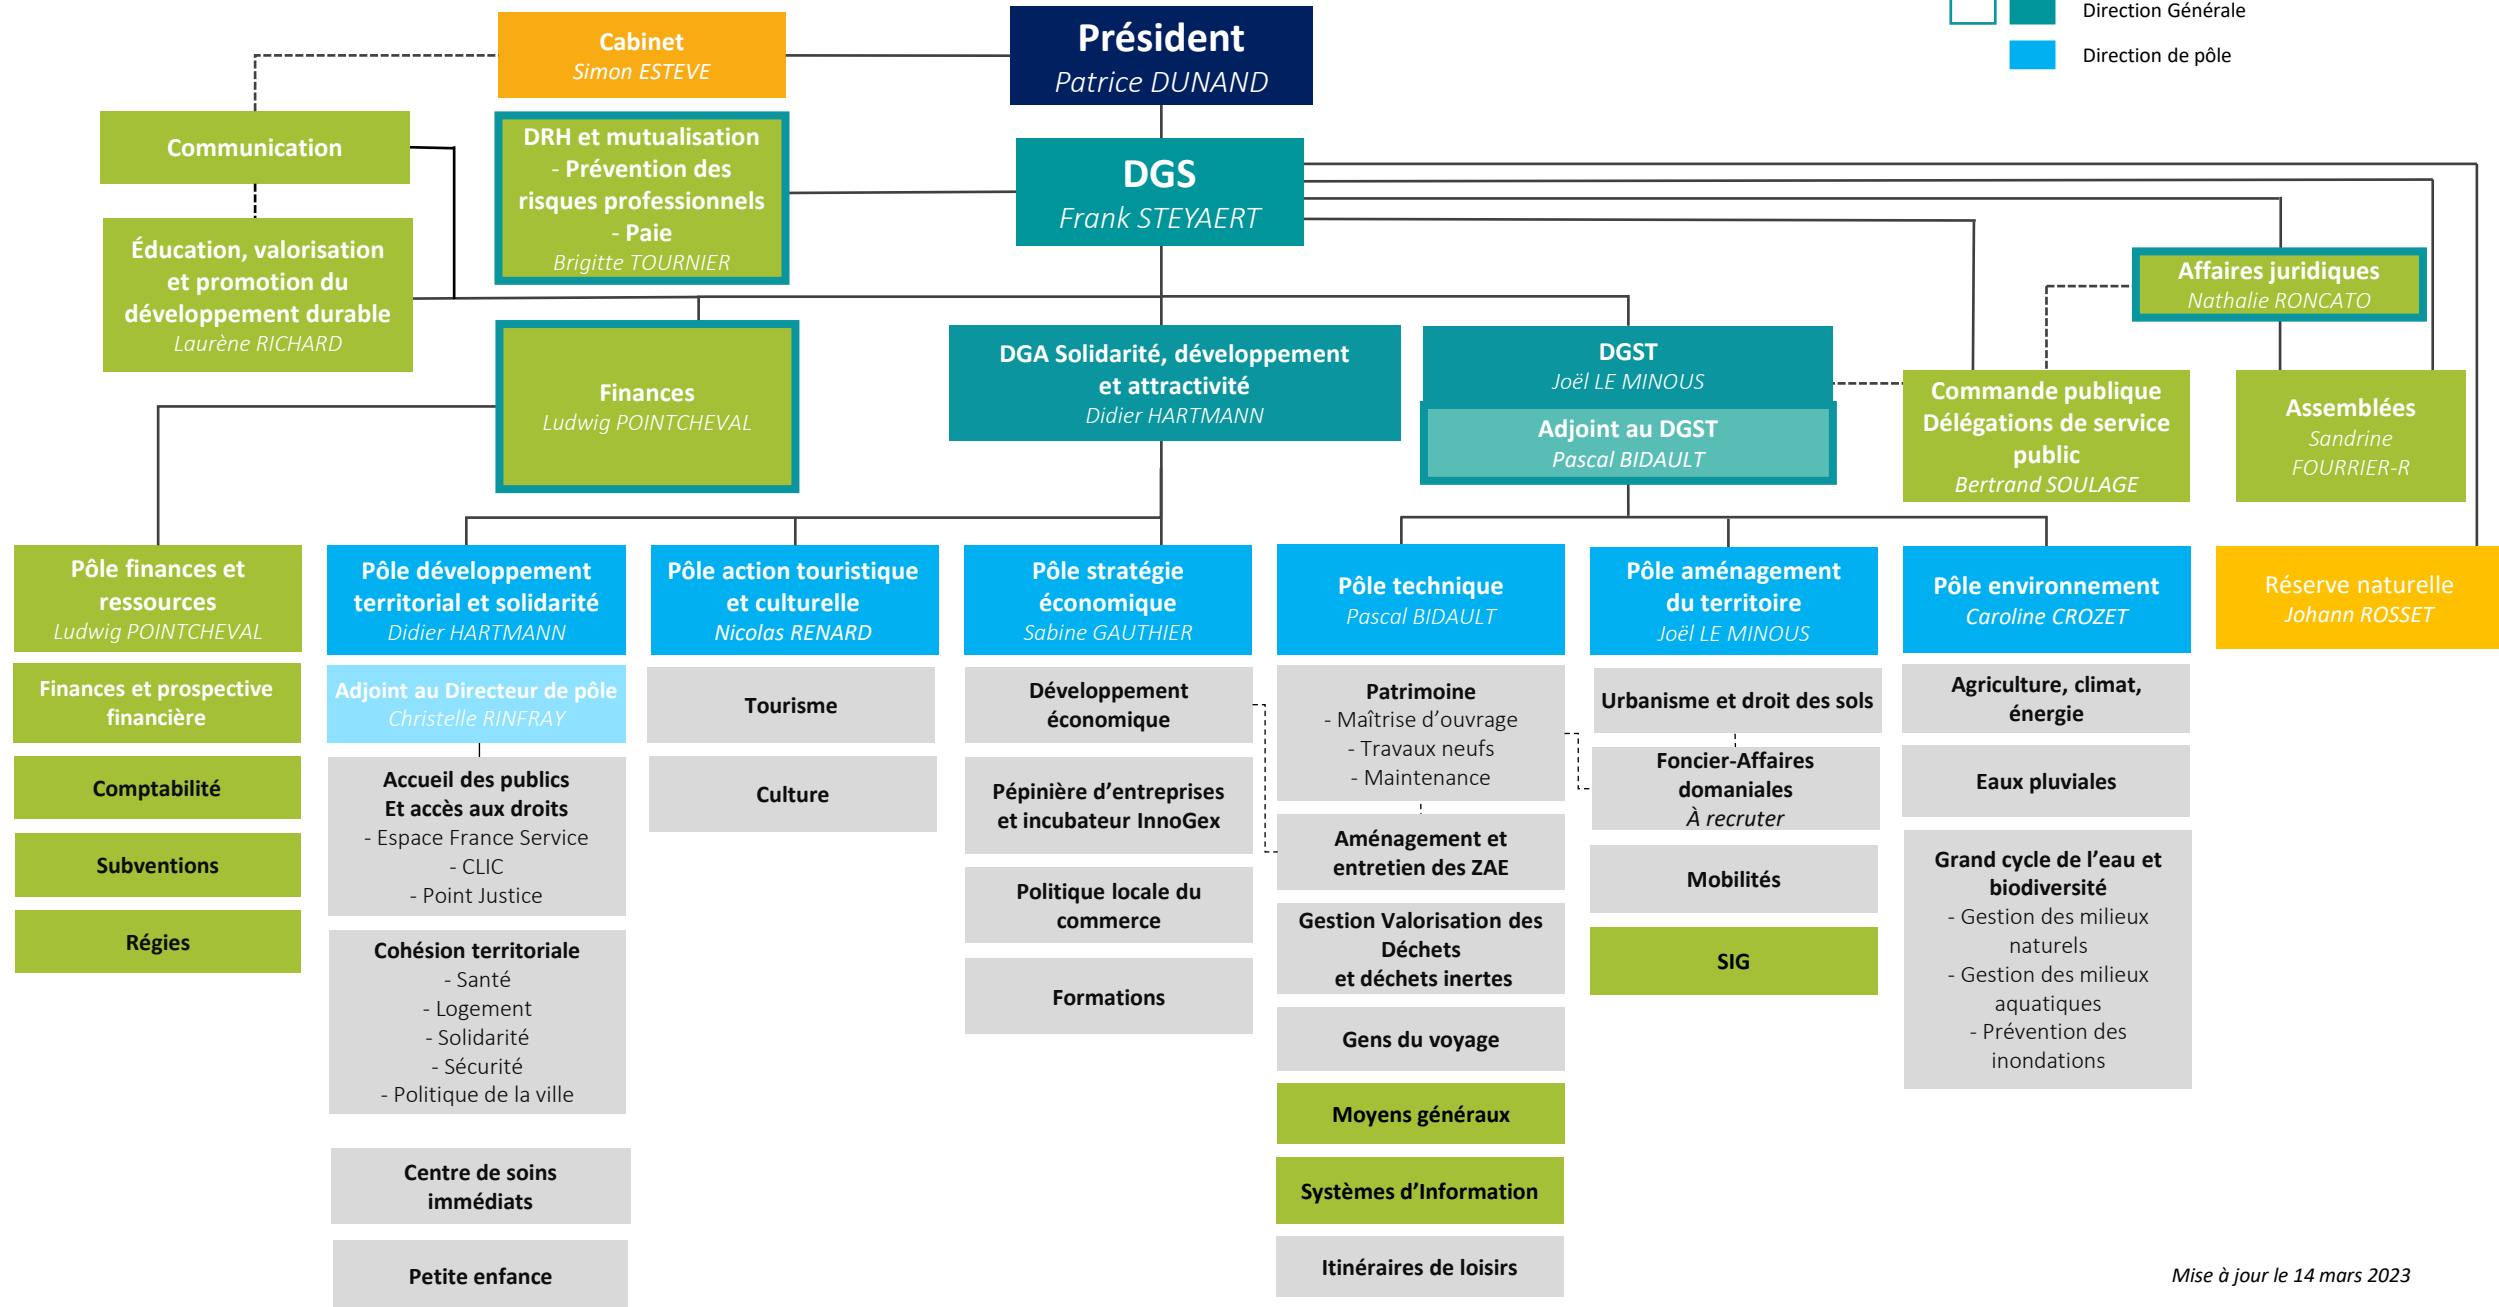 Direction Générale
Direction de pôle
Cabinet
Simon ESTEVE
Président
Patrice DUNAND
Communication
DRH et mutualisation
- Prévention des
risques professionnels
- Paie
Brigitte TOURNIER
DGS
Frank STEYAERT
Éducation, valorisation
et promotion du
développement durable
Laurène RICHARD
Affaires juridiques
Nathalie RONCATO
Finances
Ludwig POINTCHEVAL
DGA Solidarité, développement
et attractivité
Didier HARTMANN
DGST
Joël LE MINOUS
Adjoint au DGST
Pascal BIDAULT
Commande publique
Délégations de service
public
Bertrand SOULAGE
Assemblées
Sandrine
FOURRIER-R
Pôle finances et
ressources
Ludwig POINTCHEVAL
Finances et prospective
financière
Comptabilité
Subventions
Régies
Pôle développement
territorial et solidarité
Didier HARTMANN
Adjoint au Directeur de pôle
Christelle RINFRAY
Accueil des publics
Et accès aux droits
- Espace France Service
- CLIC
- Point Justice
Cohésion territoriale
- Santé
- Logement
- Solidarité
- Sécurité
- Politique de la ville
Centre de soins
immédiats
Petite enfance
Pôle action touristique
et culturelle
Nicolas RENARD
Tourisme
Culture
Pôle stratégie
économique
Sabine GAUTHIER
Développement
économique
Pépinière d’entreprises
et incubateur InnoGex
Politique locale du
commerce
Formations
Pôle technique
Pascal BIDAULT
Patrimoine
- Maîtrise d’ouvrage
- Travaux neufs
- Maintenance
Aménagement et
entretien des ZAE
Gestion Valorisation des
Déchets
et déchets inertes
Gens du voyage
Moyens généraux
Systèmes d’Information
Itinéraires de loisirs
Pôle aménagement
du territoire
Joël LE MINOUS
Urbanisme et droit des sols
Foncier-Affaires
domaniales
À recruter
Mobilités
SIG
Pôle environnement
Caroline CROZET
Agriculture, climat,
énergie
Eaux pluviales
Grand cycle de l’eau et
biodiversité
- Gestion des milieux
naturels
- Gestion des milieux
aquatiques
- Prévention des
inondations
Réserve naturelle
Johann ROSSET
Mise à jour le 14 mars 2023